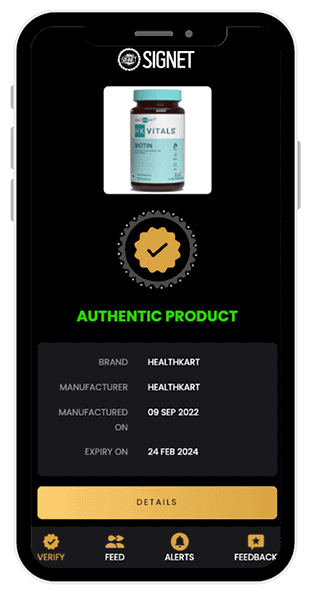 SIGNET
HK VITALS
BIOTIN
AUTHENTIC PRODUCT
BRAND HEALTHKART
MANUFACTURER HEALTHKART
MANUFACTURED 09 SEP 2022
ON
EXPIRY ON 24 FEB 2024
DETAILS
VERIFY FEED ALERTS FEEDBACK